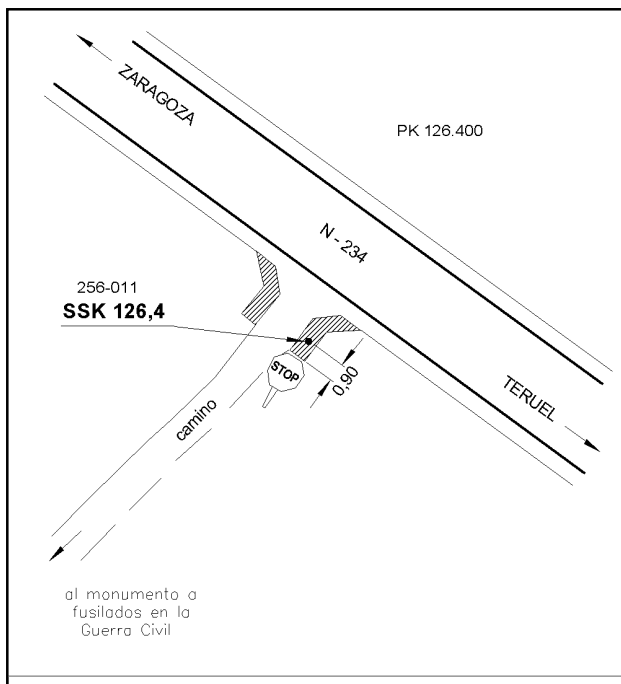 ZARAGOZA
PK 126.400
N - 234
256-011
SSK 126,4
STOP
0,90
TERUEL
camino
al monumento a
fusilados en la
Guerra Civil